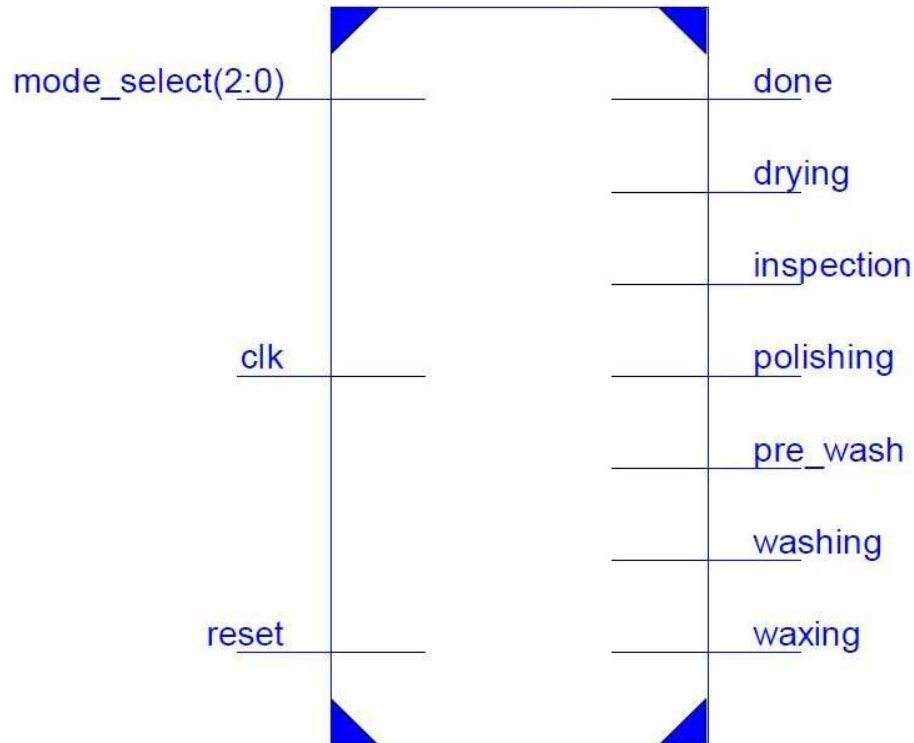 mode_select(2:0)
clk
reset
done
drying
inspection
polishing
pre_wash
washing
waxing